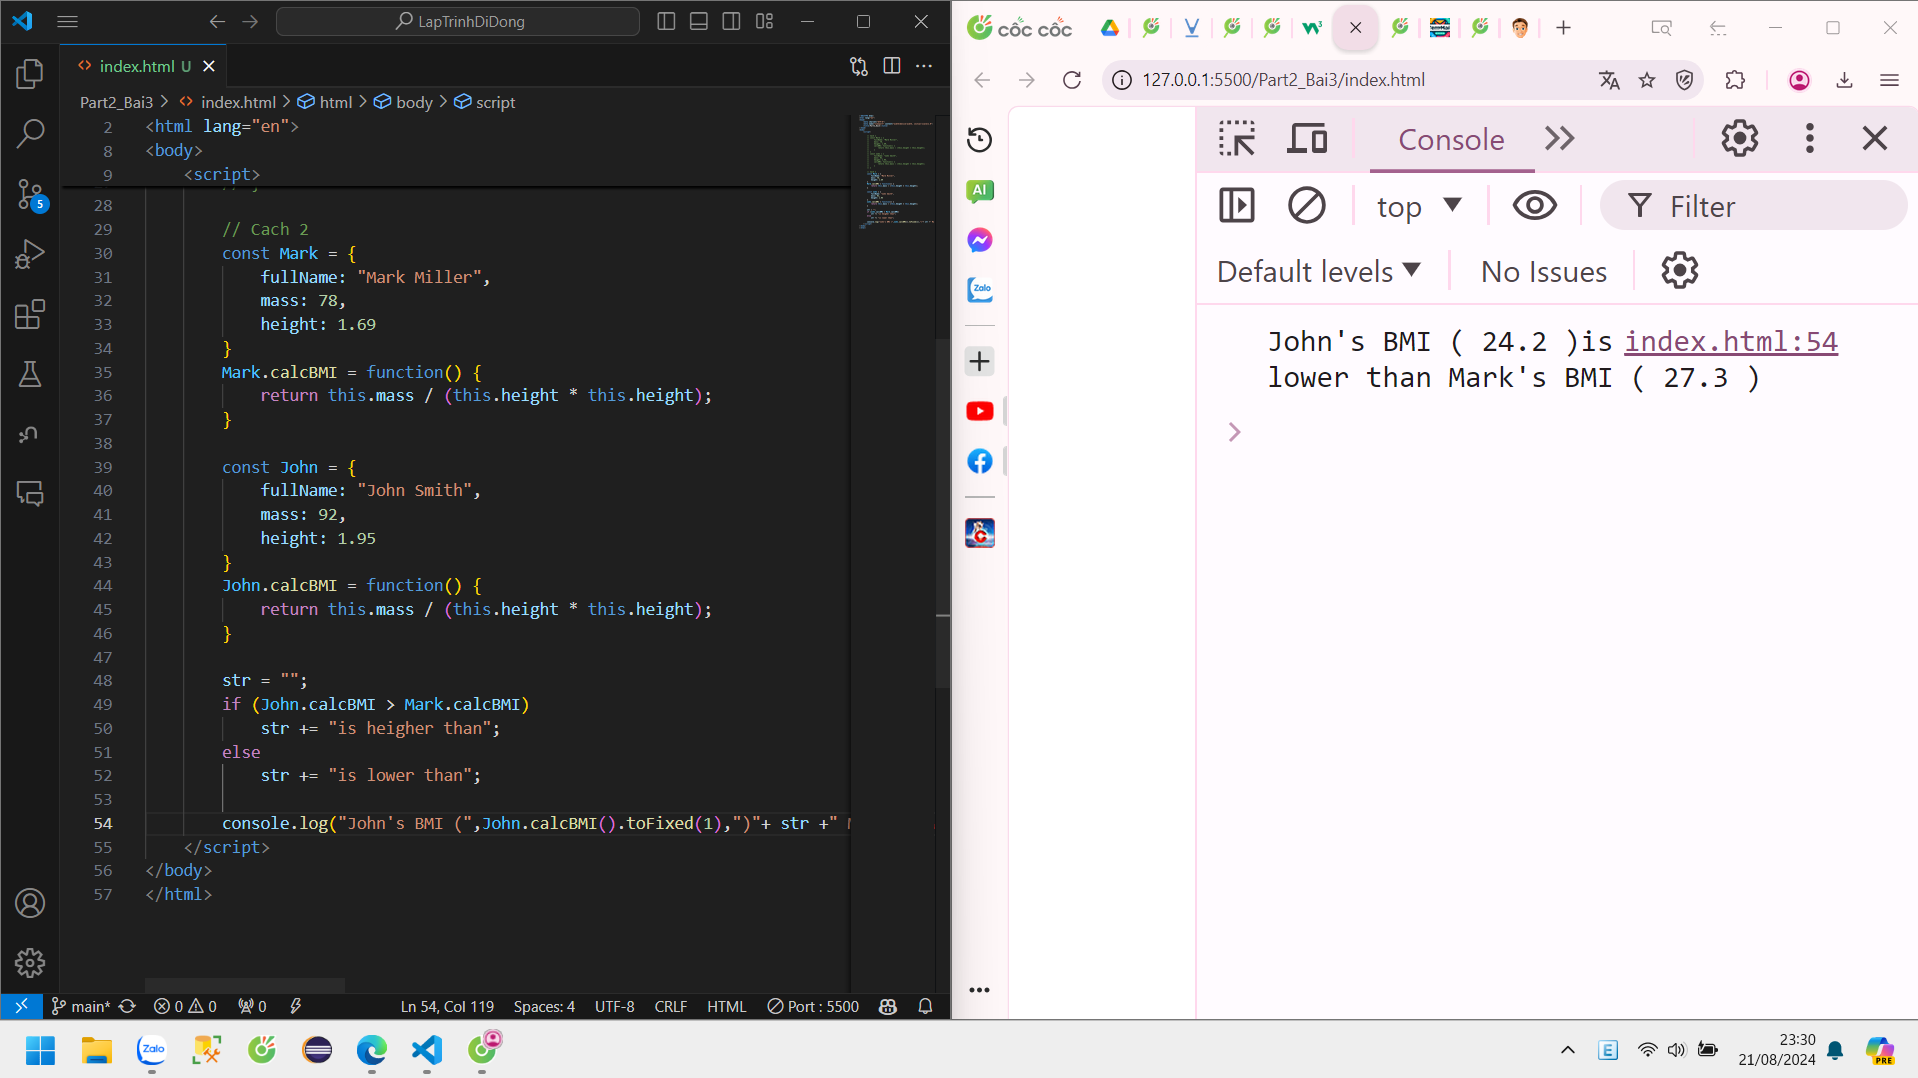 LapTrinhDiDong
index.html U
Part2_Bai3 > index.html > html > body > script
2 <html lang="en">
8 <body>
9 <script>
28
29 // Cach 2
30 const Mark = {
31 fullName: "Mark Miller",
32 mass: 78,
33 height: 1.69
34 }
35 Mark.calcBMI = function() {
36 return this.mass / (this.height * this.height);
37 }
38
39 const John = {
40 fullName: "John Smith",
41 mass: 92,
42 height: 1.95
43 }
44 John.calcBMI = function() {
45 return this.mass / (this.height * this.height);
46 }
47
48 str = "";
49 if (John.calcBMI > Mark.calcBMI)
50 str += "is heigher than";
51 else
52 str += "is lower than";
53
54 console.log("John's BMI (",John.calcBMI().toFixed(1),")"+ str +"
55 </script>
56 </body>
57 </html>
5
main* 0 0 0 Ln 54, Col 119 Spaces: 4 UTF-8 CRLF HTML Port : 5500
cốc cốc
127.0.0.1:5500/Part2_Bai3/index.html
AI
Zalo
Console
top Filter
Default levels No Issues
John's BMI ( 24.2 )is index.html:54
lower than Mark's BMI ( 27.3 )
Zalo
E
23:30
21/08/2024
PRE